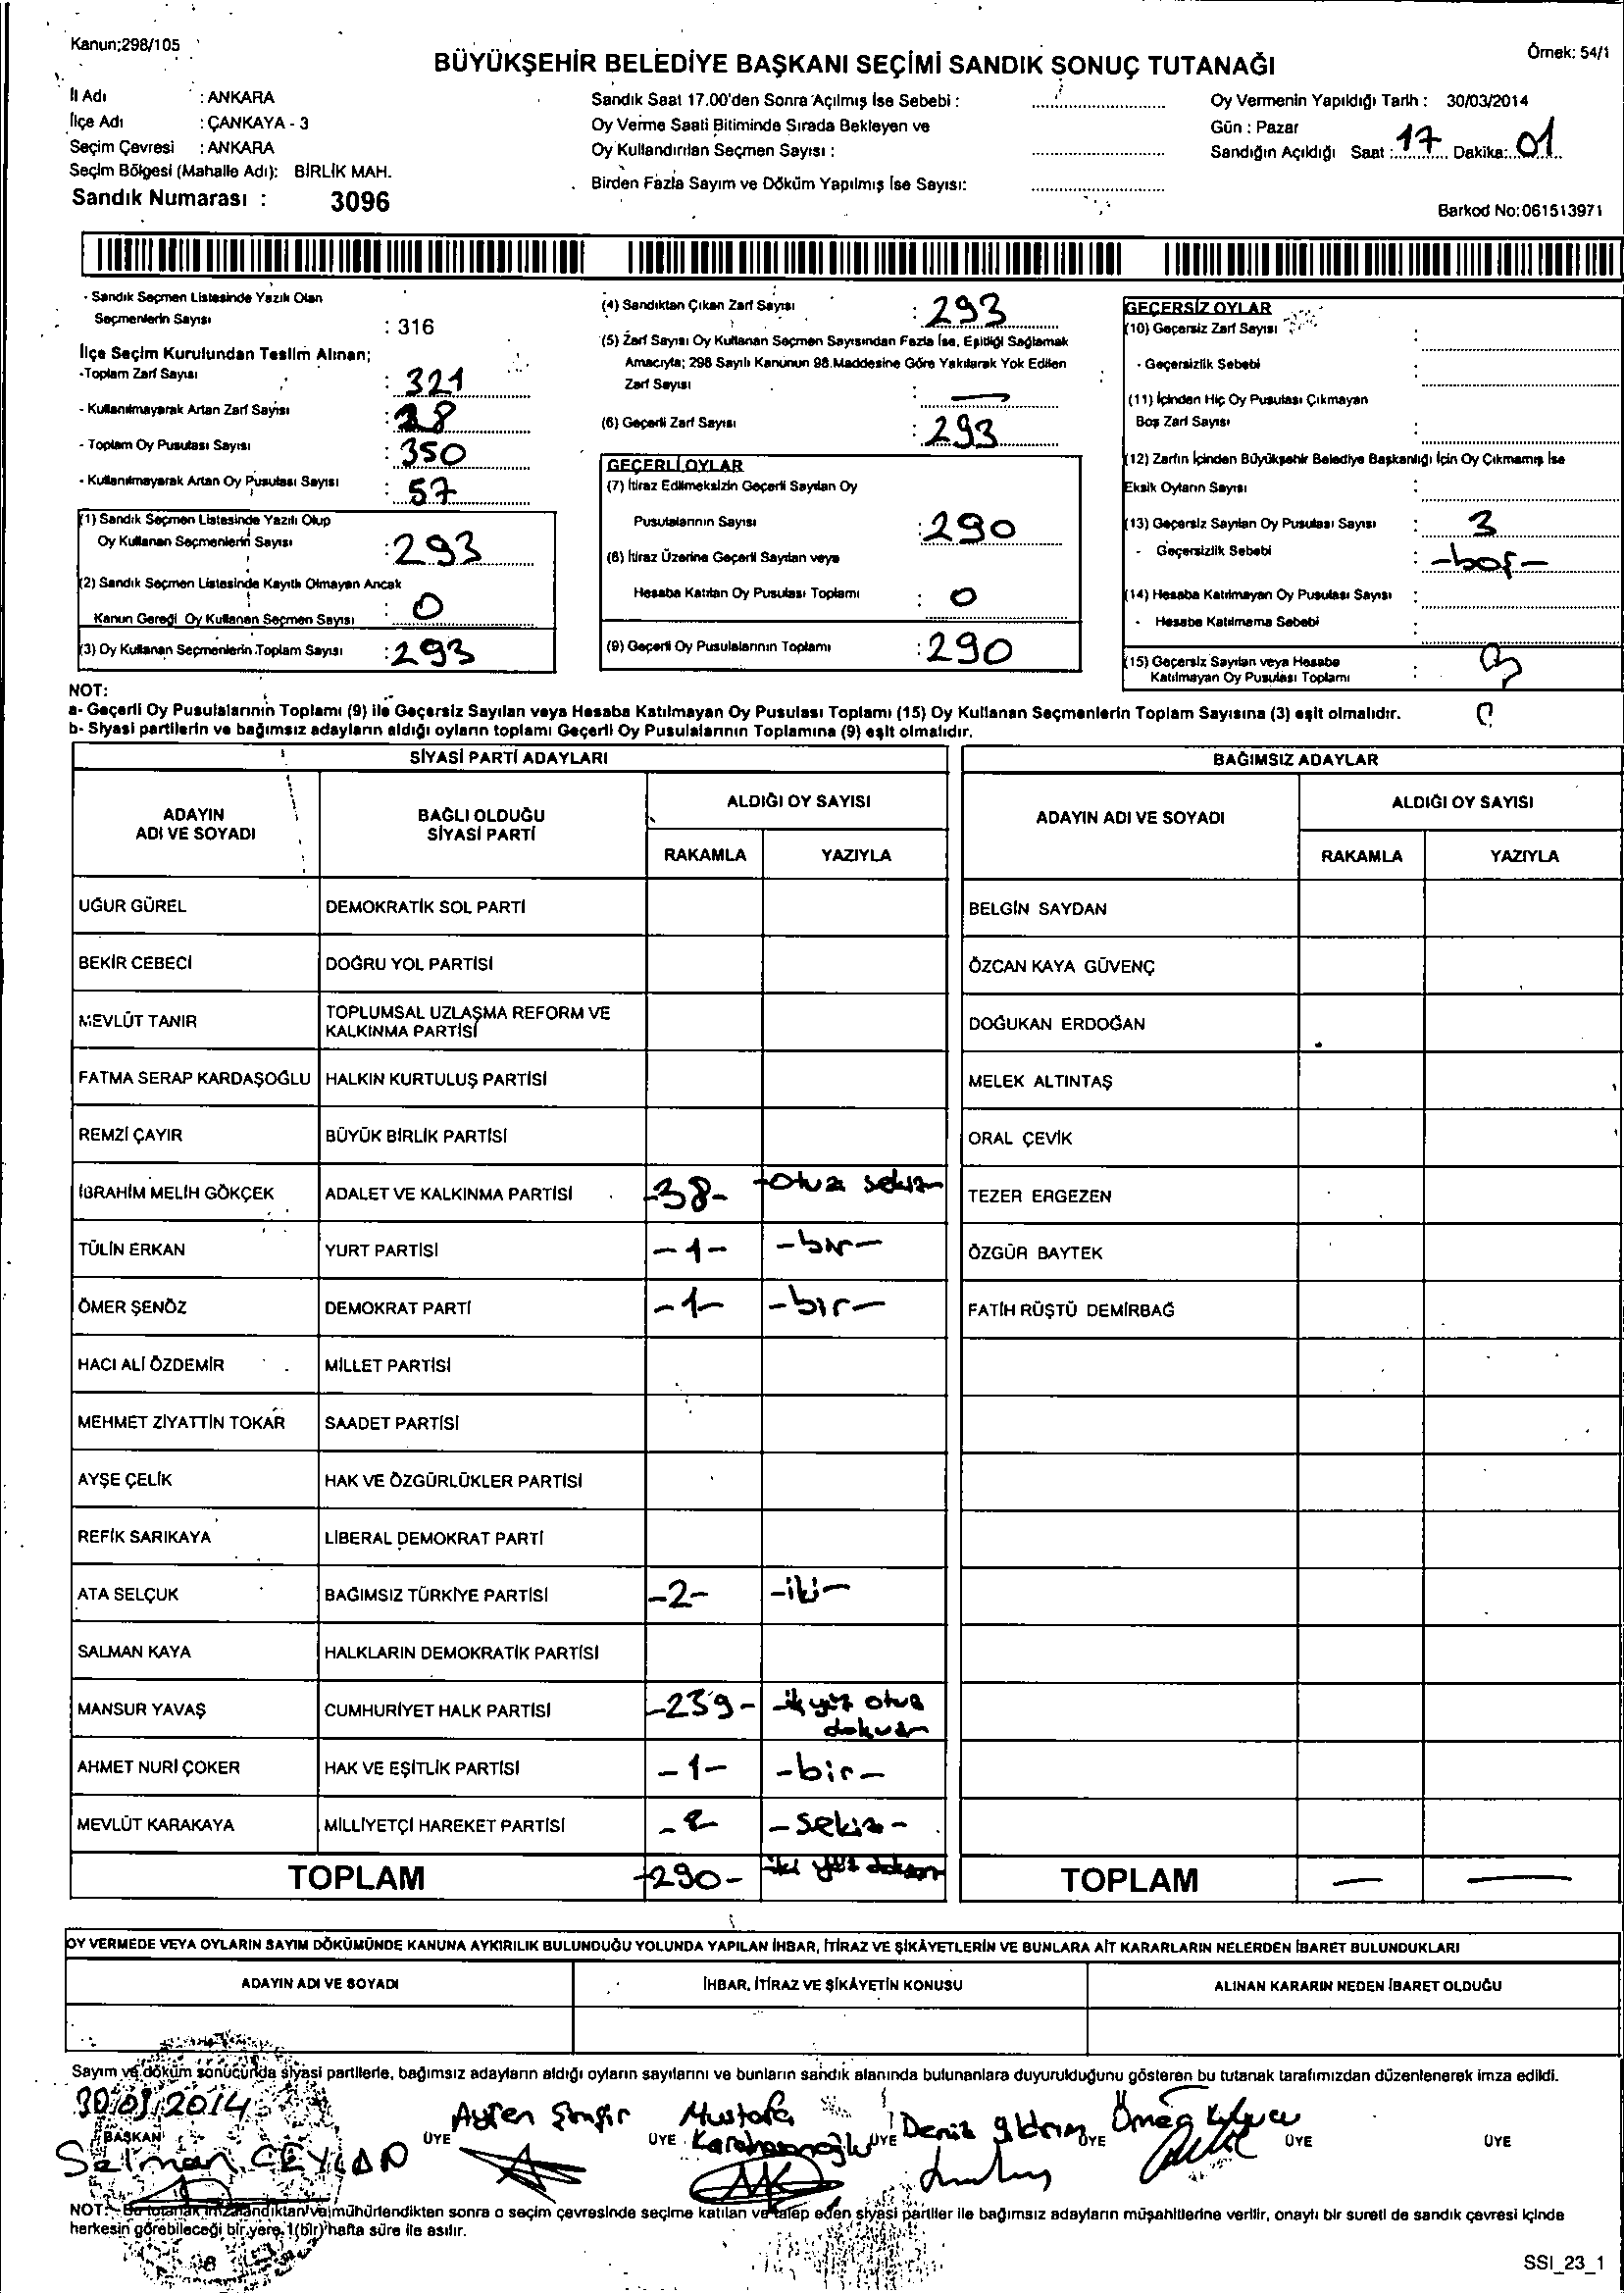 Kanun;298/105
Örnek: 54/1
BÜYÜKŞEHİR BELEDİYE BAŞKANI SEÇİMİ SANDIK SONUÇ TUTANAĞI
İl Adı : ANKARA
İlçe Adı : ÇANKAYA - 3
Seçim Çevresi : ANKARA
Seçim Bölgesi (Mahalle Adı): BİRLİK MAH.
Sandık Numarası : 3096
Sandık Saat 17.00'den Sonra Açılmış İse Sebebi :
Oy Verme Saati Bitiminde Sırada Bekleyen ve
Oy Kullandırılan Seçmen Sayısı :
Birden Fazla Sayım ve Döküm Yapılmış İse Sayısı:
Oy Vermenin Yapıldığı Tarih : 30/03/2014
Gün : Pazar
Sandığın Açıldığı Saat : 17 Dakika: 01
Barkod No:061513971
- Sandık Seçmen Listesinde Yazılı Olan
Seçmenlerin Sayısı : 316
İlçe Seçim Kurulundan Teslim Alınan;
-Toplam Zarf Sayısı : 321
- Kullanılmayarak Artan Zarf Sayısı : 28
- Toplam Oy Pusulası Sayısı : 350
- Kullanılmayarak Artan Oy Pusulası Sayısı : 57
(1) Sandık Seçmen Listesinde Yazılı Olup
Oy Kullanan Seçmenlerin Sayısı : 293
(2) Sandık Seçmen Listesinde Kayıtlı Olmayan Ancak
Kanun Gereği Oy Kullanan Seçmen Sayısı : 0
(3) Oy Kullanan Seçmenlerin Toplam Sayısı : 293
(4) Sandıktan Çıkan Zarf Sayısı : 293
(5) Zarf Sayısı Oy Kullanan Seçmen Sayısından Fazla İse, Eşitliği Sağlamak
Amacıyla; 298 Sayılı Kanunun 98.Maddesine Göre Yakılarak Yok Edilen
Zarf Sayısı : —
(6) Geçerli Zarf Sayısı : 293
GEÇERLİ OYLAR
(7) İtiraz Edilmeksizin Geçerli Sayılan Oy
Pusulalarının Sayısı : 290
(8) İtiraz Üzerine Geçerli Sayılan veya
Hesaba Katılan Oy Pusulası Toplamı : 0
(9) Geçerli Oy Pusulalarının Toplamı : 290
GEÇERSİZ OYLAR
(10) Geçersiz Zarf Sayısı :
- Geçersizlik Sebebi :
(11) İçinden Hiç Oy Pusulası Çıkmayan
Boş Zarf Sayısı :
(12) Zarfın İçinden Büyükşehir Belediye Başkanlığı İçin Oy Çıkmamış İse
Eksik Oyların Sayısı :
(13) Geçersiz Sayılan Oy Pusulası Sayısı : 3
- Geçersizlik Sebebi : -boş-
(14) Hesaba Katılmayan Oy Pusulası Sayısı :
- Hesaba Katılmama Sebebi :
(15) Geçersiz Sayılan veya Hesaba
Katılmayan Oy Pusulası Toplamı : 3
NOT:
a- Geçerli Oy Pusulalarının Toplamı (9) ile Geçersiz Sayılan veya Hesaba Katılmayan Oy Pusulası Toplamı (15) Oy Kullanan Seçmenlerin Toplam Sayısına (3) eşit olmalıdır.
b- Siyasi partilerin ve bağımsız adayların aldığı oyların toplamı Geçerli Oy Pusulalarının Toplamına (9) eşit olmalıdır.
SİYASİ PARTİ ADAYLARI
ADAYIN ADI VE SOYADI
BAĞLI OLDUĞU SİYASİ PARTİ
ALDIĞI OY SAYISI
RAKAMLA YAZIYLA
UĞUR GÜREL DEMOKRATİK SOL PARTİ
BEKİR CEBECİ DOĞRU YOL PARTİSİ
MEVLÜT TANIR TOPLUMSAL UZLAŞMA REFORM VE KALKINMA PARTİSİ
FATMA SERAP KARDAŞOĞLU HALKIN KURTULUŞ PARTİSİ
REMZİ ÇAYIR BÜYÜK BİRLİK PARTİSİ
İBRAHİM MELİH GÖKÇEK ADALET VE KALKINMA PARTİSİ -38- -otuz sekiz-
TÜLİN ERKAN YURT PARTİSİ -1- -bir-
ÖMER ŞENÖZ DEMOKRAT PARTİ -1- -bir-
HACI ALİ ÖZDEMİR MİLLET PARTİSİ
MEHMET ZİYATTİN TOKAR SAADET PARTİSİ
AYŞE ÇELİK HAK VE ÖZGÜRLÜKLER PARTİSİ
REFİK SARIKAYA LİBERAL DEMOKRAT PARTİ
ATA SELÇUK BAĞIMSIZ TÜRKİYE PARTİSİ -2- -iki-
SALMAN KAYA HALKLARIN DEMOKRATİK PARTİSİ
MANSUR YAVAŞ CUMHURİYET HALK PARTİSİ -239- -iki yüz otuz dokuz-
AHMET NURİ ÇOKER HAK VE EŞİTLİK PARTİSİ -1- -bir-
MEVLÜT KARAKAYA MİLLİYETÇİ HAREKET PARTİSİ -8- -sekiz-
TOPLAM -290- iki yüz doksan
BAĞIMSIZ ADAYLAR
ADAYIN ADI VE SOYADI
ALDIĞI OY SAYISI
RAKAMLA YAZIYLA
BELGİN SAYDAN
ÖZCAN KAYA GÜVENÇ
DOĞUKAN ERDOĞAN
MELEK ALTINTAŞ
ORAL ÇEVİK
TEZER ERGEZEN
ÖZGÜR BAYTEK
FATİH RÜŞTÜ DEMİRBAĞ
TOPLAM — —
OY VERMEDE VEYA OYLARIN SAYIM DÖKÜMÜNDE KANUNA AYKIRILIK BULUNDUĞU YOLUNDA YAPILAN İHBAR, İTİRAZ VE ŞİKÂYETLERİN VE BUNLARA AİT KARARLARIN NELERDEN İBARET BULUNDUKLARI
ADAYIN ADI VE SOYADI İHBAR, İTİRAZ VE ŞİKÂYETİN KONUSU ALINAN KARARIN NEDEN İBARET OLDUĞU
Sayım ve döküm sonucunda siyasi partilerle, bağımsız adayların aldığı oyların sayılarını ve bunların sandık alanında bulunanlara duyurulduğunu gösteren bu tutanak tarafımızdan düzenlenerek imza edildi.
30/03/2014
BAŞKAN ÜYE ÜYE ÜYE ÜYE ÜYE ÜYE
Selman CEYLAN
Mustafa
Deniz
NOT: Bu tutanak imzalandıktan ve mühürlendikten sonra o seçim çevresinde seçime katılan ve talep eden siyasi partiler ile bağımsız adayların müşahitlerine verilir, onaylı bir sureti de sandık çevresi içinde
herkesin görebileceği bir yere 1(bir) hafta süre ile asılır.
SSI_23_1